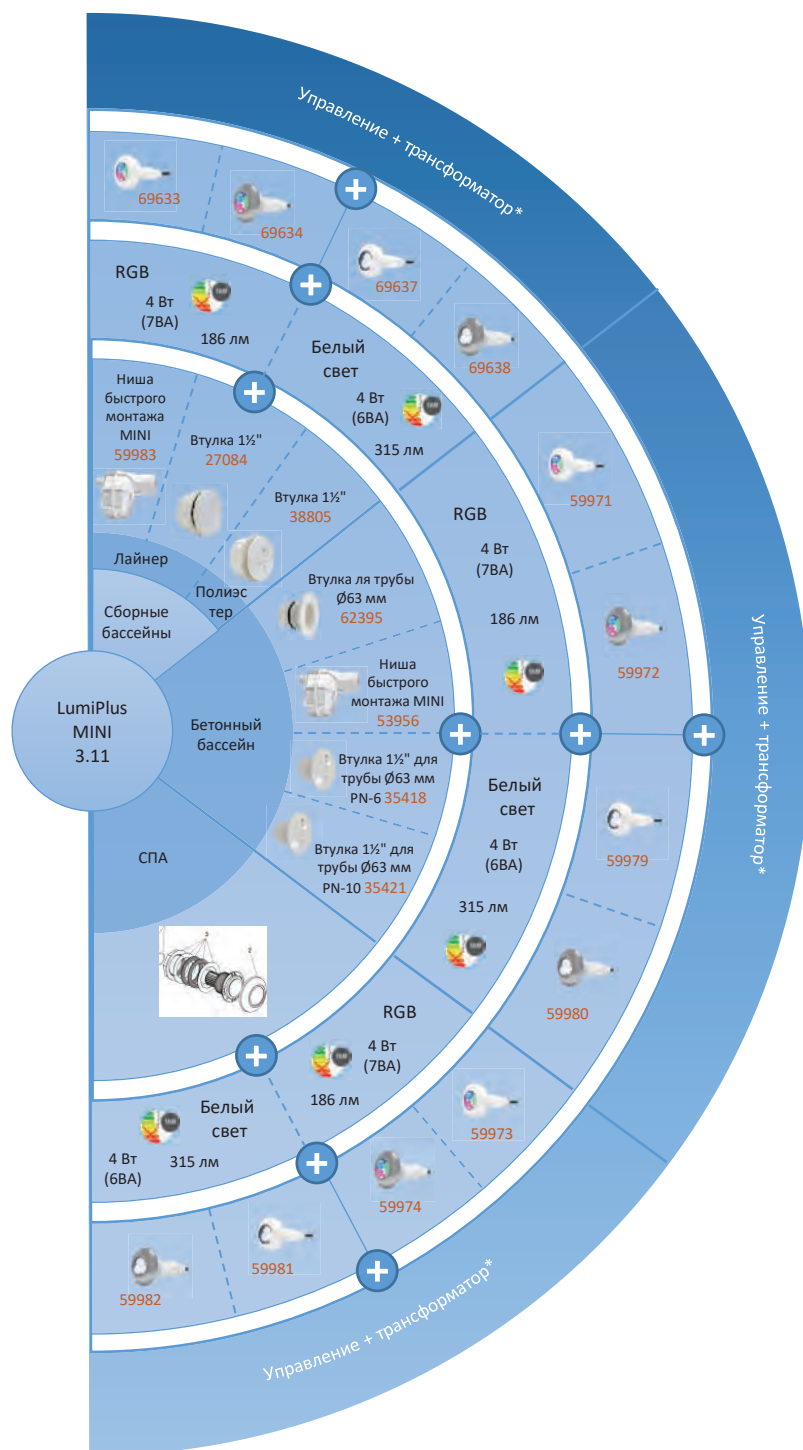 Управление + трансформатор*
69633
69634
69637
69638
RGB
4 Вт
(7ВА)
186 лм
Белый
свет
4 Вт
(6ВА)
315 лм
Ниша
быстрого
монтажа
MINI
59983
Втулка 1½"
27084
Втулка 1½"
38805
Лайнер
Полиэс
тер
Сборные
бассейны
LumiPlus
MINI
3.11
Бетонный
бассейн
СПА
Втулка ля трубы
Ø63 мм
62395
Ниша
быстрого
монтажа MINI
53956
Втулка 1½" для
трубы Ø63 мм
PN-6 35418
Втулка 1½" для
трубы Ø63 мм
PN-10 35421
RGB
4 Вт
(7ВА)
186 лм
Белый
свет
4 Вт
(6ВА)
315 лм
59971
59972
59979
59980
Управление + трансформатор*
RGB
4 Вт
(7ВА)
186 лм
Белый
свет
4 Вт
(6ВА)
315 лм
59973
59974
59981
59982
Управление + трансформатор*